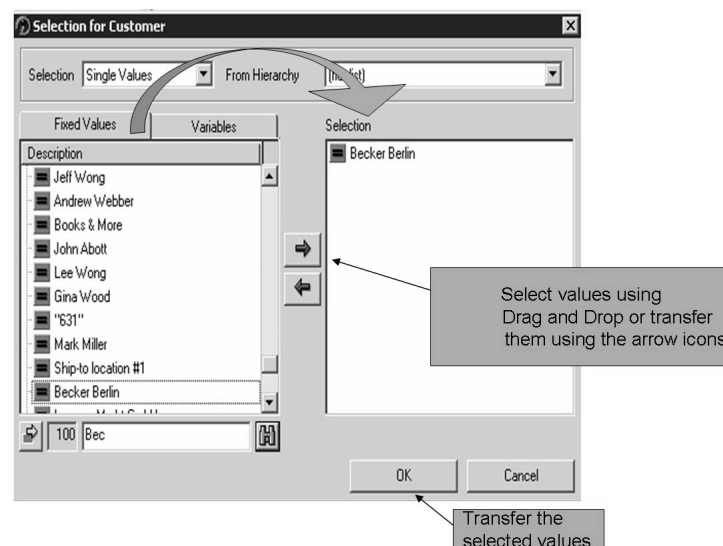 Selection for Customer
Selection Single Values From Hierarchy
Fixed Values Variables Selection
Description
Becker Berlin
Jeff Wong
Andrew Webber
Books & More
John Abott
Lee Wong
Gina Wood
"631"
Mark Miller
Ship-to location #1
Becker Berlin
100 Bec
Select values using
Drag and Drop or transfer
them using the arrow icons
OK Cancel
Transfer the
selected values